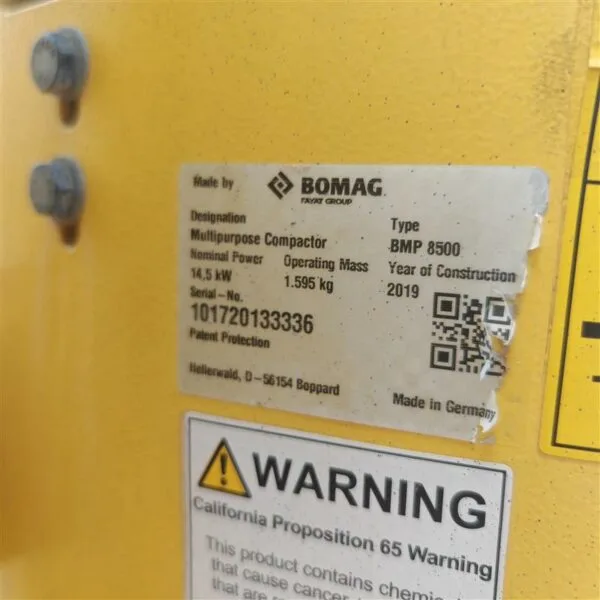 Made by BOMAG
FAYAT GROUP
Designation Type
Multipurpose Compactor BMP 8500
Nominal Power Operating Mass Year of Construction
14,5 kW 1.595 kg 2019
Serial-No.
101720133336
Patent Protection
Hellerwald, D-56154 Boppard
Made in Germany
WARNING
California Proposition 65 Warning
This product contains
that cause cancer
that are